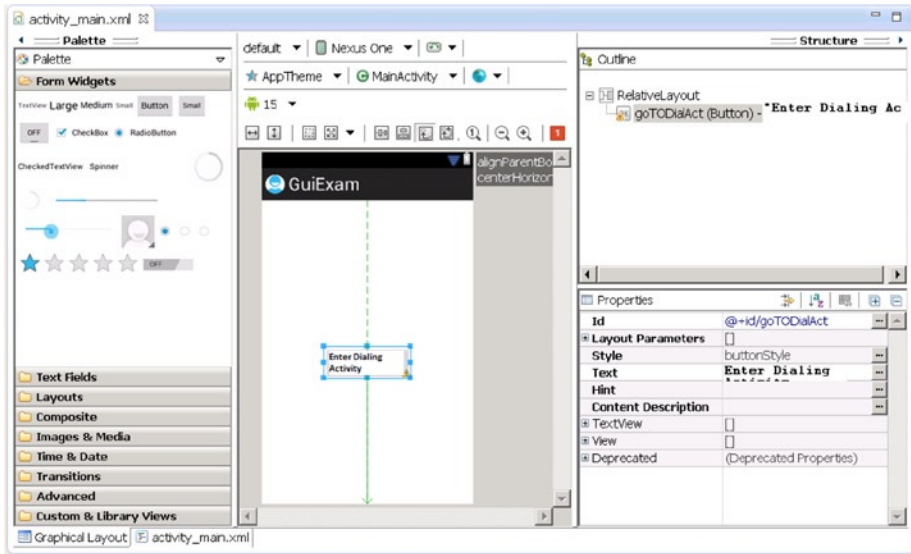 activity_main.xml
Palette
Palette
Form Widgets
TextView Large Medium Small Button Small
OFF CheckBox RadioButton
CheckedTextView Spinner
OFF
Text Fields
Layouts
Composite
Images & Media
Time & Date
Transitions
Advanced
Custom & Library Views
default Nexus One
AppTheme MainActivity
15
1
alignParentBo
centerHorizon
GuiExam
Enter Dialing
Activity
Structure
Outline
RelativeLayout
goTODialAct (Button) - "Enter Dialing Ac
Properties
Id @+id/goTODialAct
Layout Parameters []
Style buttonStyle
Text Enter Dialing
Hint
Content Description
TextView []
View []
Deprecated (Deprecated Properties)
Graphical Layout activity_main.xml